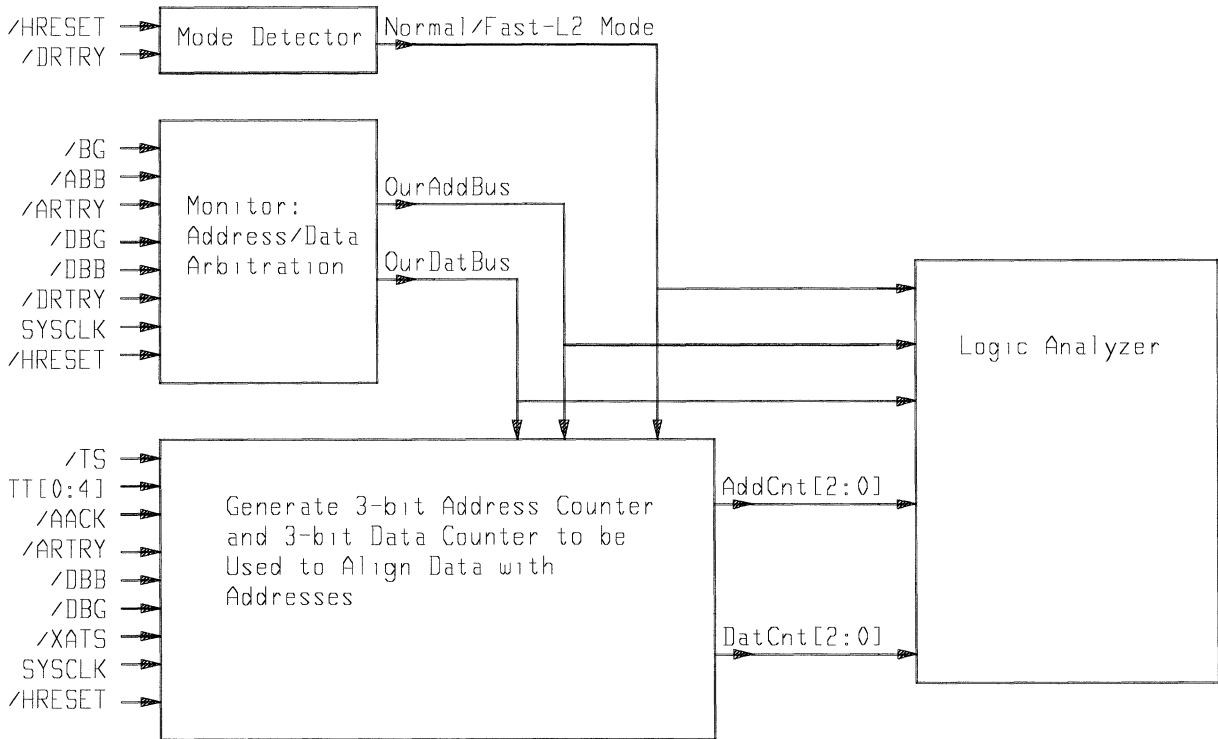 /HRESET
/DRTRY
Mode Detector
Normal/Fast-L2 Mode
/BG
/ABB
/ARTRY
/DBG
/DBB
/DRTRY
SYSCLK
/HRESET
Monitor:
Address/Data
Arbitration
OurAddBus
OurDatBus
Logic Analyzer
/TS
TT[0:4]
/AACK
/ARTRY
/DBB
/DBG
/XATS
SYSCLK
/HRESET
Generate 3-bit Address Counter
and 3-bit Data Counter to be
Used to Align Data with
Addresses
AddCnt[2:0]
DatCnt[2:0]